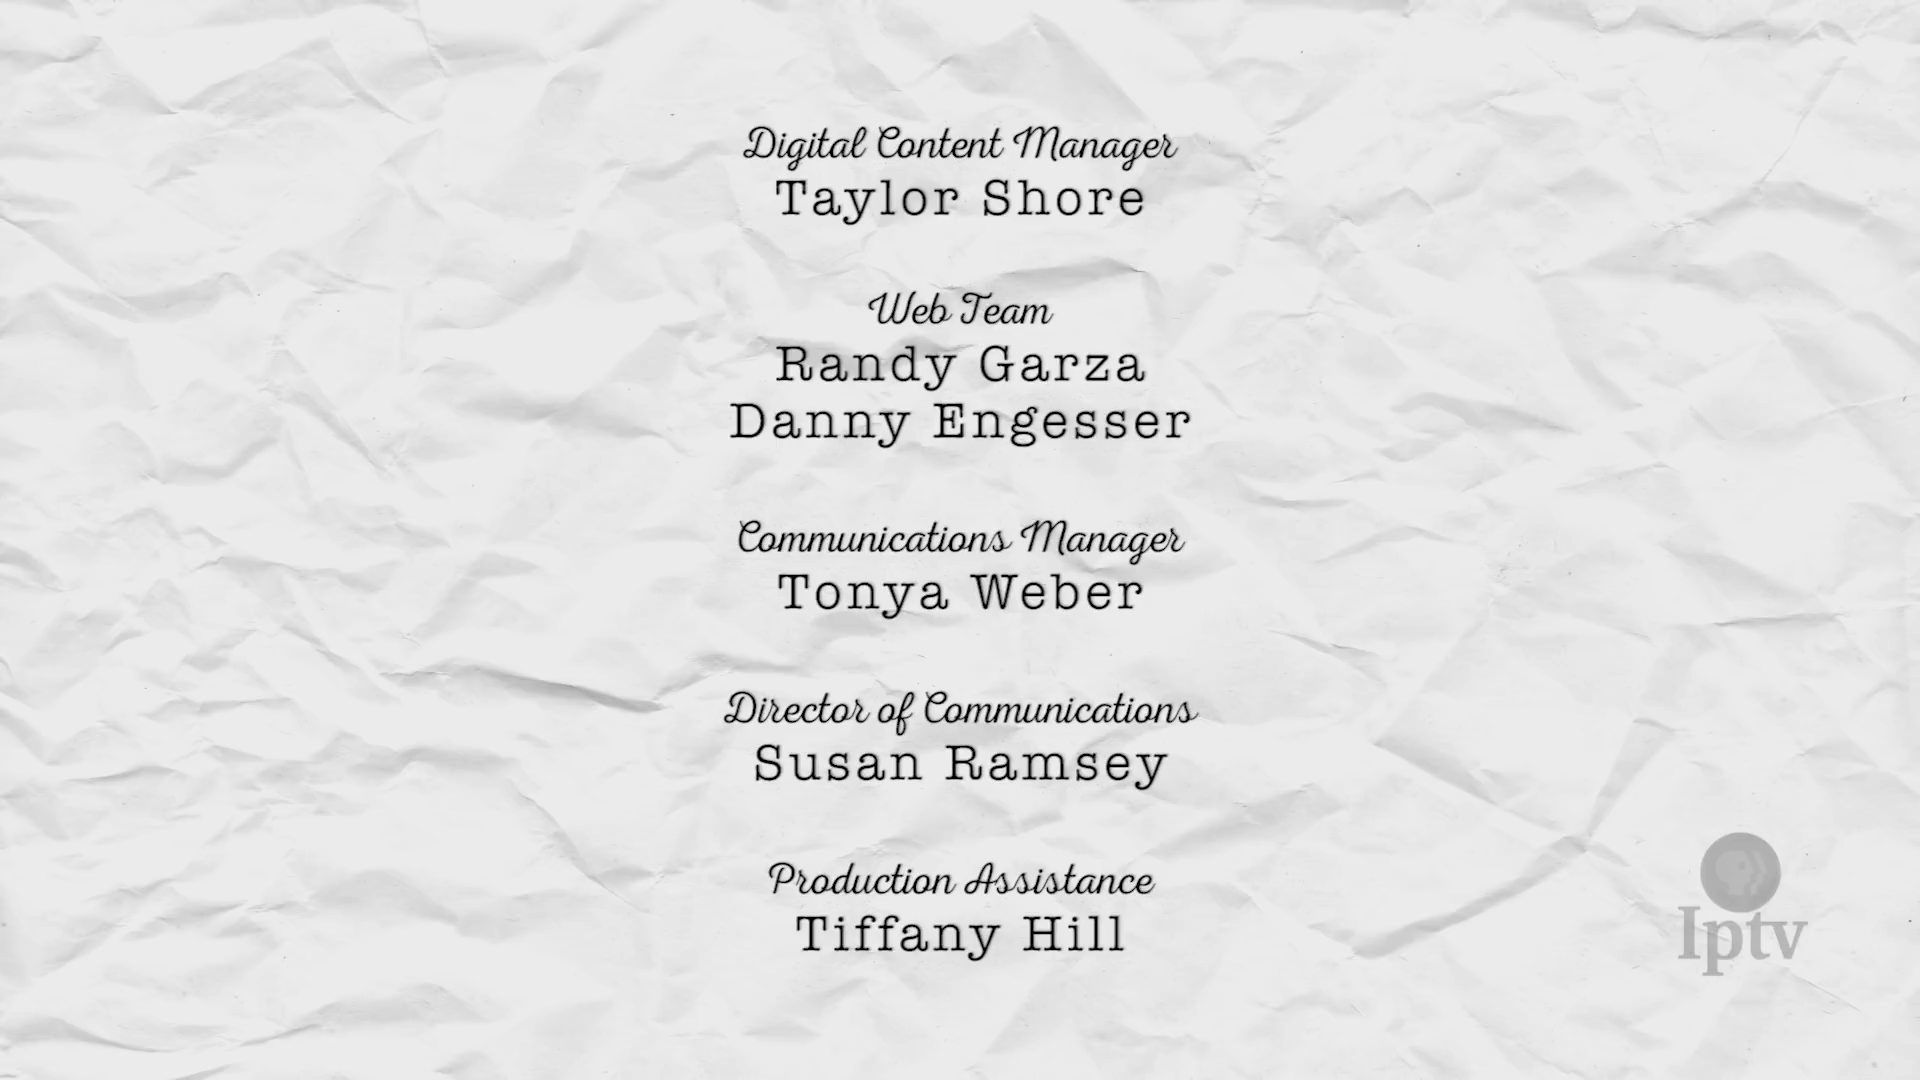 Digital Content Manager
Taylor Shore
Web Team
Randy Garza
Danny Engesser
Communications Manager
Tonya Weber
Director of Communications
Susan Ramsey
Production Assistance
Tiffany Hill
Iptv